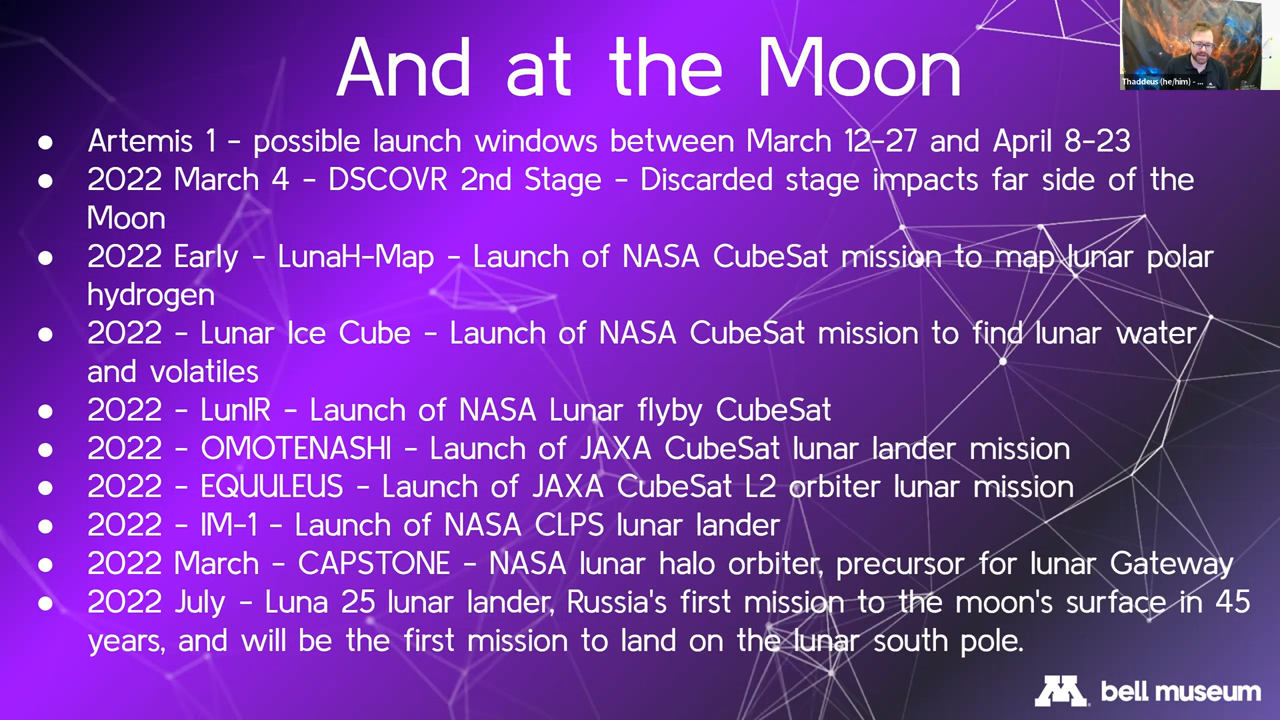 And at the Moon
Thaddeus (he/him) - ...
● Artemis 1 - possible launch windows between March 12-27 and April 8-23
● 2022 March 4 - DSCOVR 2nd Stage - Discarded stage impacts far side of the
Moon
● 2022 Early - LunaH-Map - Launch of NASA CubeSat mission to map lunar polar
hydrogen
● 2022 - Lunar Ice Cube - Launch of NASA CubeSat mission to find lunar water
and volatiles
● 2022 - LunIR - Launch of NASA Lunar flyby CubeSat
● 2022 - OMOTENASHI - Launch of JAXA CubeSat lunar lander mission
● 2022 - EQUULEUS - Launch of JAXA CubeSat L2 orbiter lunar mission
● 2022 - IM-1 - Launch of NASA CLPS lunar lander
● 2022 March - CAPSTONE - NASA lunar halo orbiter, precursor for lunar Gateway
● 2022 July - Luna 25 lunar lander, Russia's first mission to the moon's surface in 45
years, and will be the first mission to land on the lunar south pole.
M bell museum